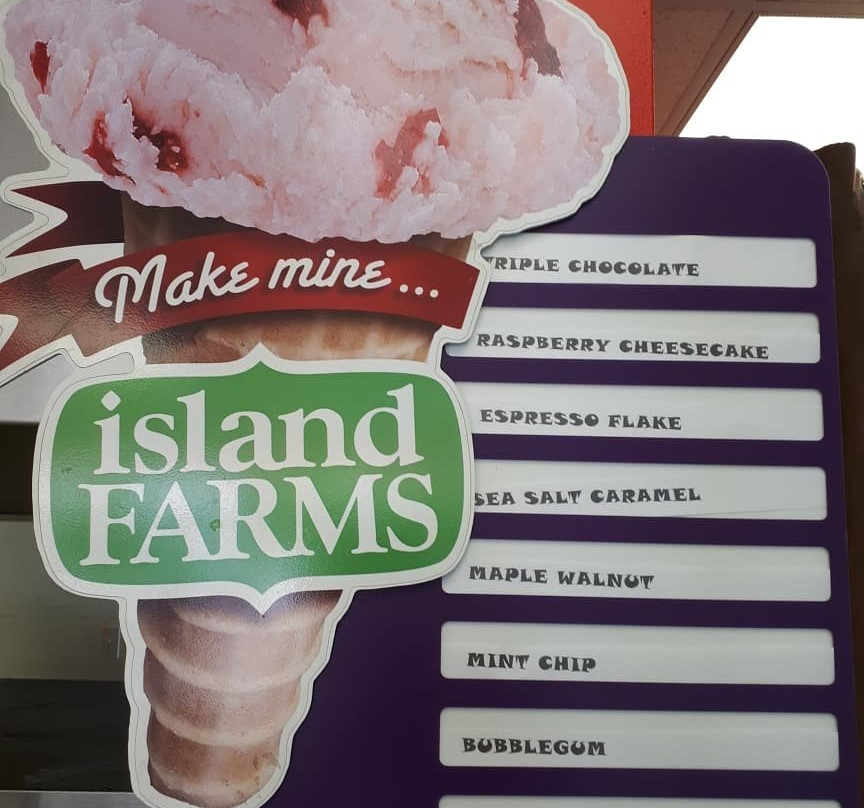 Make mine...
island
FARMS
TRIPLE CHOCOLATE
RASPBERRY CHEESECAKE
ESPRESSO FLAKE
SEA SALT CARAMEL
MAPLE WALNUT
MINT CHIP
BUBBLEGUM